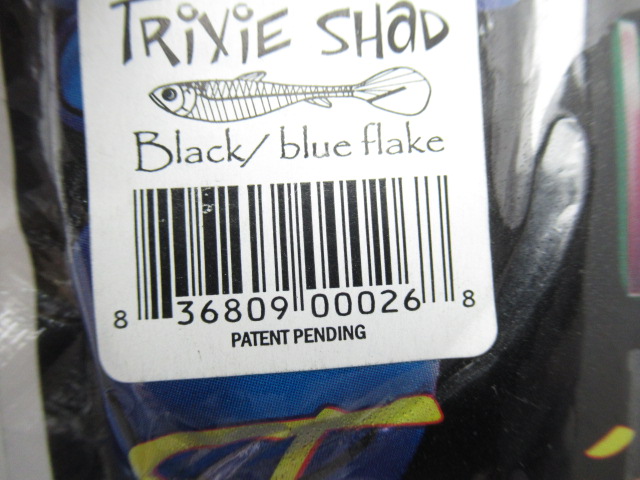 TRiXiE SHaD
Black/ blue flake
8 36809 00026 8
PATENT PENDING